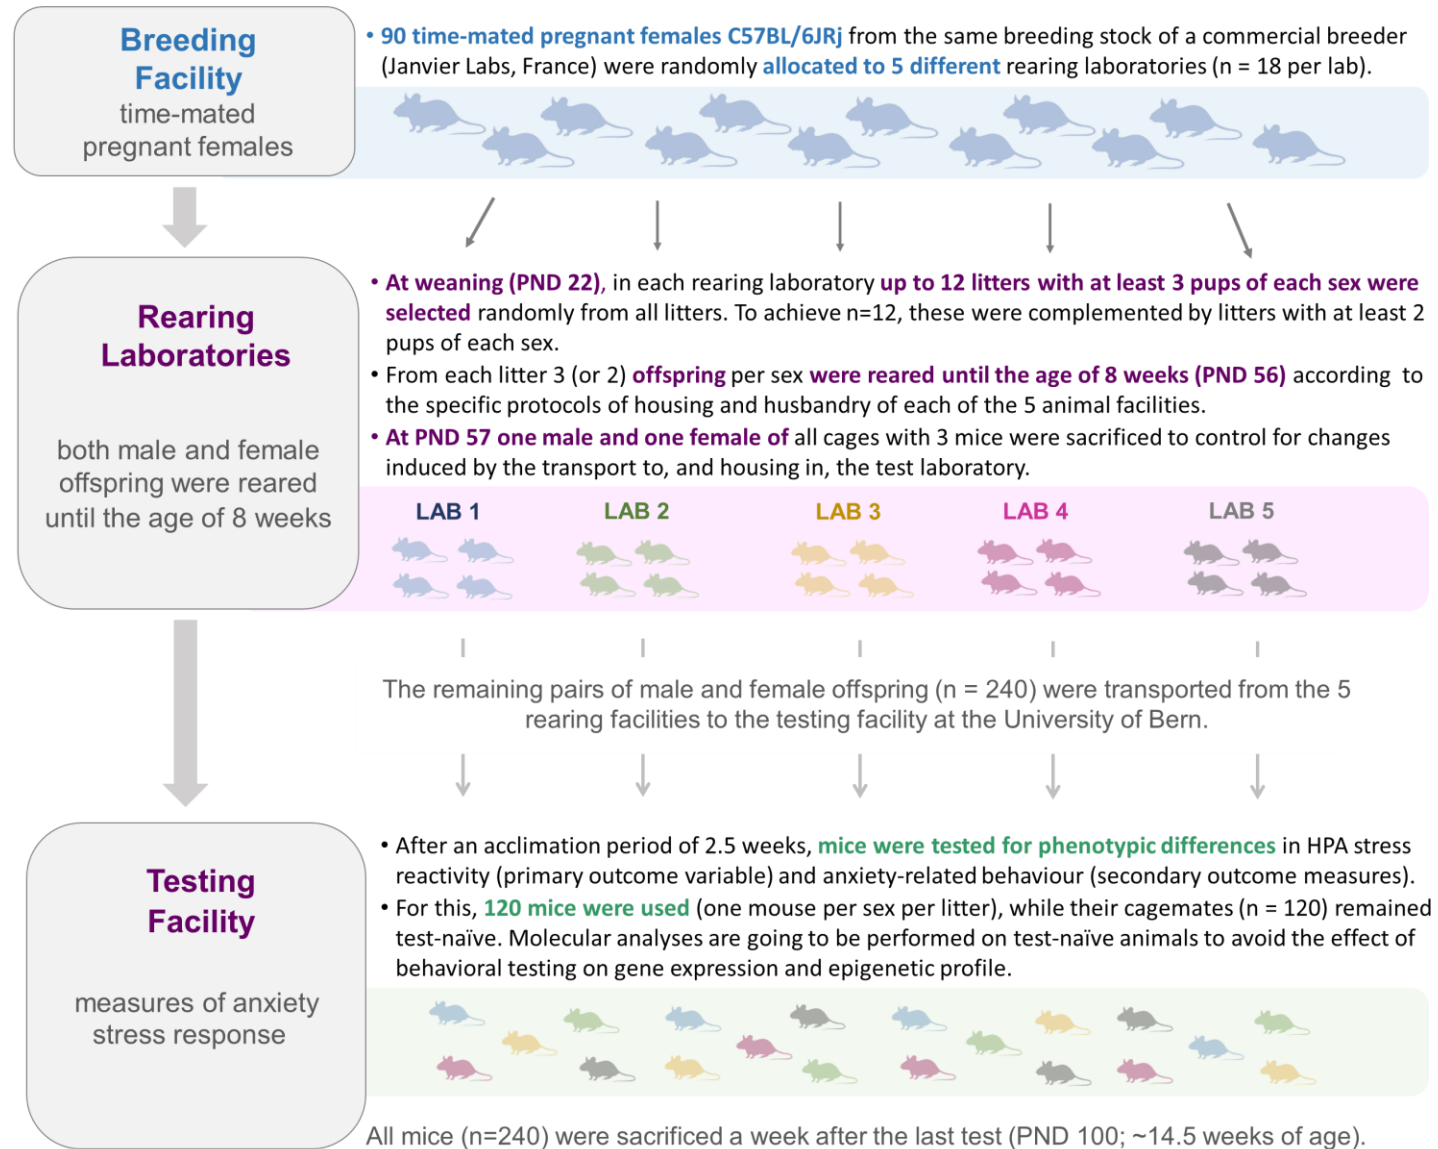 Breeding
Facility
time-mated
pregnant females
• 90 time-mated pregnant females C57BL/6JRj from the same breeding stock of a commercial breeder
(Janvier Labs, France) were randomly allocated to 5 different rearing laboratories (n = 18 per lab).
Rearing
Laboratories
both male and female
offspring were reared
until the age of 8 weeks
• At weaning (PND 22), in each rearing laboratory up to 12 litters with at least 3 pups of each sex were
selected randomly from all litters. To achieve n=12, these were complemented by litters with at least 2
pups of each sex.
• From each litter 3 (or 2) offspring per sex were reared until the age of 8 weeks (PND 56) according to
the specific protocols of housing and husbandry of each of the 5 animal facilities.
• At PND 57 one male and one female of all cages with 3 mice were sacrificed to control for changes
induced by the transport to, and housing in, the test laboratory.
LAB 1 LAB 2 LAB 3 LAB 4 LAB 5
The remaining pairs of male and female offspring (n = 240) were transported from the 5
rearing facilities to the testing facility at the University of Bern.
Testing
Facility
measures of anxiety
stress response
• After an acclimation period of 2.5 weeks, mice were tested for phenotypic differences in HPA stress
reactivity (primary outcome variable) and anxiety-related behaviour (secondary outcome measures).
• For this, 120 mice were used (one mouse per sex per litter), while their cagemates (n = 120) remained
test-naïve. Molecular analyses are going to be performed on test-naïve animals to avoid the effect of
behavioral testing on gene expression and epigenetic profile.
All mice (n=240) were sacrificed a week after the last test (PND 100; ~14.5 weeks of age).